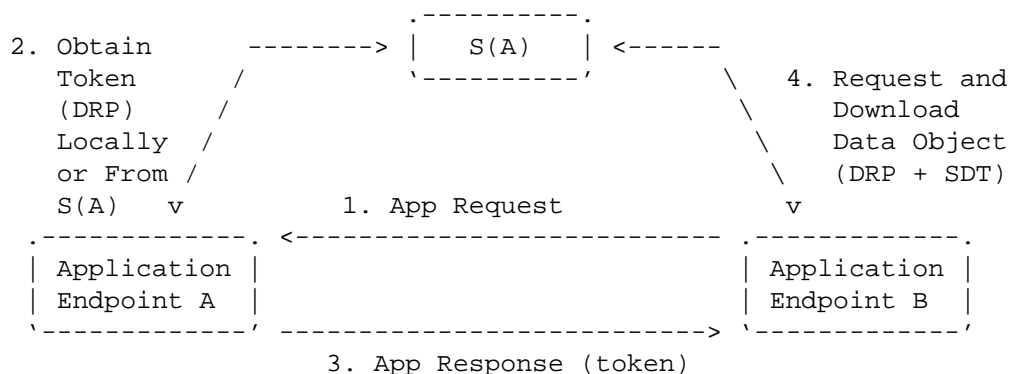 .----------.
2. Obtain      --------> |   S(A)   | <------
   Token      /           '----------'        \   4. Request and
   (DRP)     /                                 \     Download
   Locally  /                                   \    Data Object
   or From /                                     \   (DRP + SDT)
   S(A)   v          1. App Request               v
 .-------------. <--------------------------- .-------------.
 | Application |                              | Application |
 | Endpoint A  |                              | Endpoint B  |
 '-------------' ---------------------------> '-------------'
                    3. App Response (token)